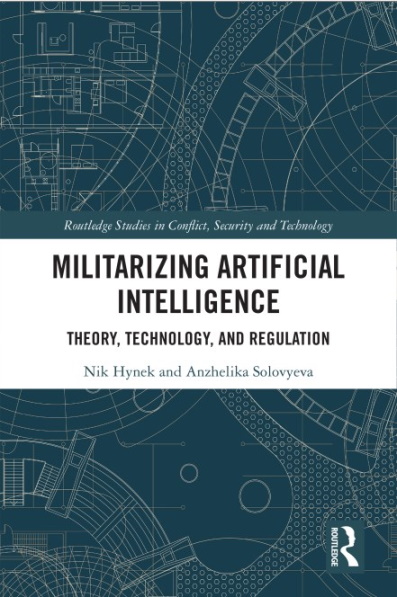 Routledge Studies in Conflict, Security and Technology
MILITARIZING ARTIFICIAL
INTELLIGENCE
THEORY, TECHNOLOGY, AND REGULATION
Nik Hynek and Anzhelika Solovyeva
ROUTLEDGE